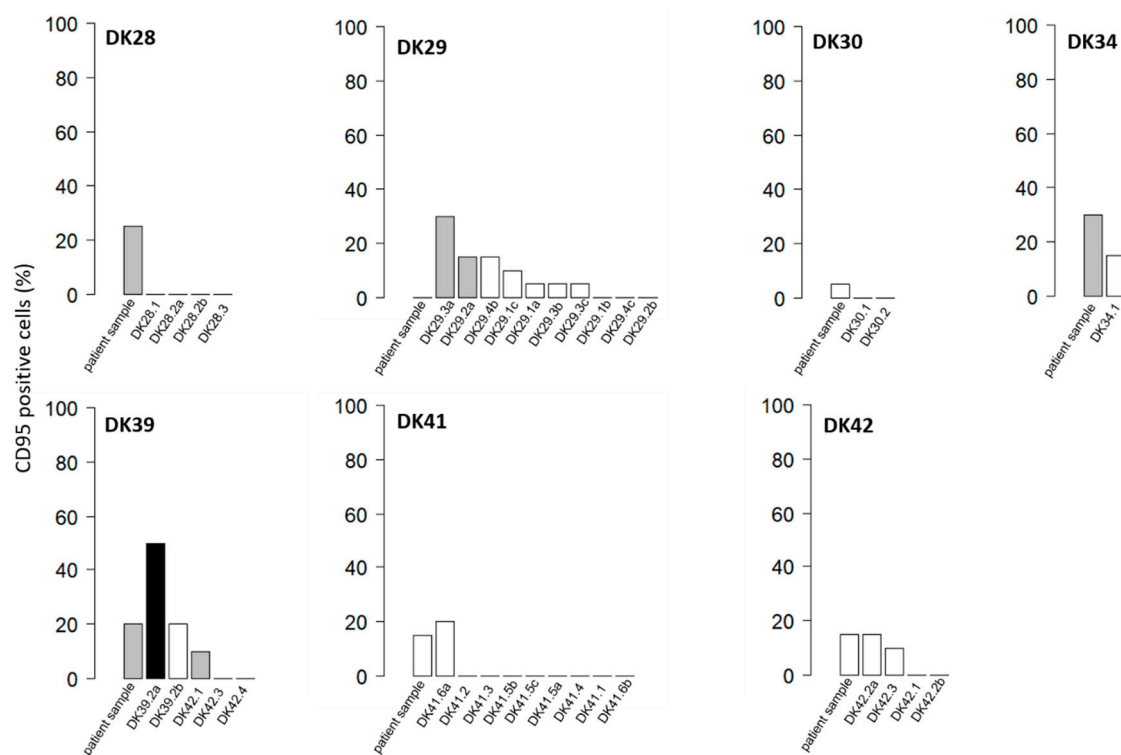 CD95 positive cells (%)
DK28
100
80
60
40
20
0
patient sample
DK28.1
DK28.2a
DK28.2b
DK28.3
DK29
100
80
60
40
20
0
patient sample
DK29.3a
DK29.2a
DK29.4b
DK29.1c
DK29.1a
DK29.3b
DK29.3c
DK29.1b
DK29.4c
DK29.2b
DK30
100
80
60
40
20
0
patient sample
DK30.1
DK30.2
DK34
100
80
60
40
20
0
patient sample
DK34.1
DK39
100
80
60
40
20
0
patient sample
DK39.2a
DK39.2b
DK42.1
DK42.3
DK42.4
DK41
100
80
60
40
20
0
patient sample
DK41.6a
DK41.2
DK41.3
DK41.5b
DK41.5c
DK41.5a
DK41.4
DK41.1
DK41.6b
DK42
100
80
60
40
20
0
patient sample
DK42.2a
DK42.3
DK42.1
DK42.2b